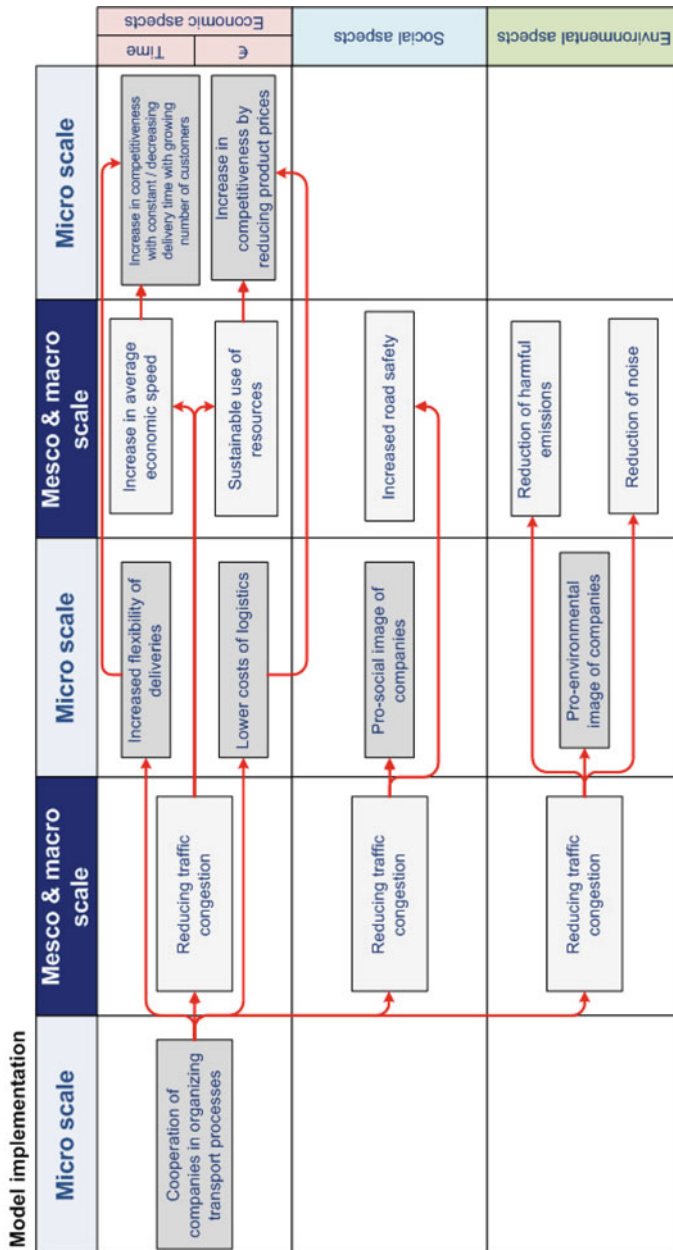 Model implementation
Micro scale
Mesco & macro
scale
Micro scale
Mesco & macro
scale
Micro scale
Cooperation of
companies in organizing
transport processes
Reducing traffic
congestion
Increased flexibility of
deliveries
Lower costs of logistics
Increase in average
economic speed
Sustainable use of
resources
Increase in competitiveness
with constant / decreasing
delivery time with growing
number of customers
Increase in
competitiveness by
reducing product prices
Time
€
Economic aspects
Reducing traffic
congestion
Pro-social image of
companies
Increased road safety
Social aspects
Reducing traffic
congestion
Pro-environmental
image of companies
Reduction of harmful
emissions
Reduction of noise
Environmental aspects